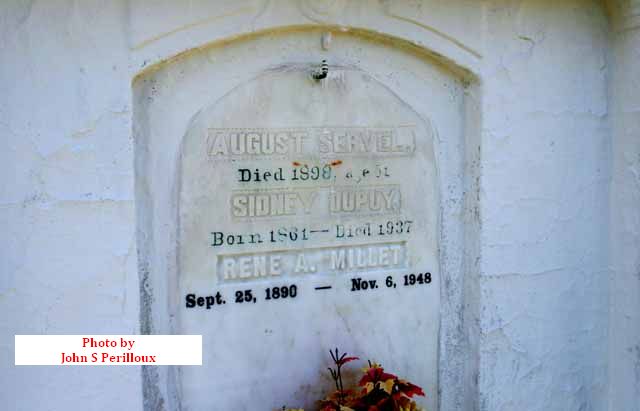 AUGUST SERVEL.
Died 1898, age 51
SIDNEY DUPUY.
Born 1861 — Died 1937
RENE A. MILLET
Sept. 25, 1890 — Nov. 6, 1948
Photo by
John S Perilloux